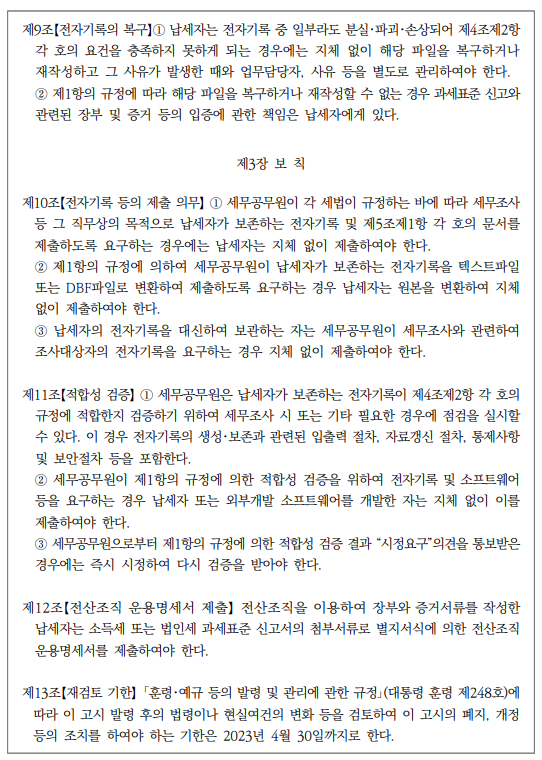 제9조【전자기록의 복구】① 납세자는 전자기록 중 일부라도 분실·파괴·손상되어 제4조제2항
각 호의 요건을 충족하지 못하게 되는 경우에는 지체 없이 해당 파일을 복구하거나
재작성하고 그 사유가 발생한 때와 업무담당자, 사유 등을 별도로 관리하여야 한다.
② 제1항의 규정에 따라 해당 파일을 복구하거나 재작성할 수 없는 경우 과세표준 신고와
관련된 장부 및 증거 등의 입증에 관한 책임은 납세자에게 있다.
제3장 보 칙
제10조【전자기록 등의 제출 의무】 ① 세무공무원이 각 세법이 규정하는 바에 따라 세무조사
등 그 직무상의 목적으로 납세자가 보존하는 전자기록 및 제5조제1항 각 호의 문서를
제출하도록 요구하는 경우에는 납세자는 지체 없이 제출하여야 한다.
② 제1항의 규정에 의하여 세무공무원이 납세자가 보존하는 전자기록을 텍스트파일
또는 DBF파일로 변환하여 제출하도록 요구하는 경우 납세자는 원본을 변환하여 지체
없이 제출하여야 한다.
③ 납세자의 전자기록을 대신하여 보관하는 자는 세무공무원이 세무조사와 관련하여
조사대상자의 전자기록을 요구하는 경우 지체 없이 제출하여야 한다.
제11조【적합성 검증】 ① 세무공무원은 납세자가 보존하는 전자기록이 제4조제2항 각 호의
규정에 적합한지 검증하기 위하여 세무조사 시 또는 기타 필요한 경우에 점검을 실시할
수 있다. 이 경우 전자기록의 생성·보존과 관련된 입출력 절차, 자료갱신 절차, 통제사항
및 보안절차 등을 포함한다.
② 세무공무원이 제1항의 규정에 의한 적합성 검증을 위하여 전자기록 및 소프트웨어
등을 요구하는 경우 납세자 또는 외부개발 소프트웨어를 개발한 자는 지체 없이 이를
제출하여야 한다.
③ 세무공무원으로부터 제1항의 규정에 의한 적합성 검증 결과 “시정요구”의견을 통보받은
경우에는 즉시 시정하여 다시 검증을 받아야 한다.
제12조【전산조직 운용명세서 제출】 전산조직을 이용하여 장부와 증거서류를 작성한
납세자는 소득세 또는 법인세 과세표준 신고서의 첨부서류로 별지서식에 의한 전산조직
운용명세서를 제출하여야 한다.
제13조【재검토 기한】 「훈령·예규 등의 발령 및 관리에 관한 규정」(대통령 훈령 제248호)에
따라 이 고시 발령 후의 법령이나 현실여건의 변화 등을 검토하여 이 고시의 폐지, 개정
등의 조치를 하여야 하는 기한은 2023년 4월 30일까지로 한다.